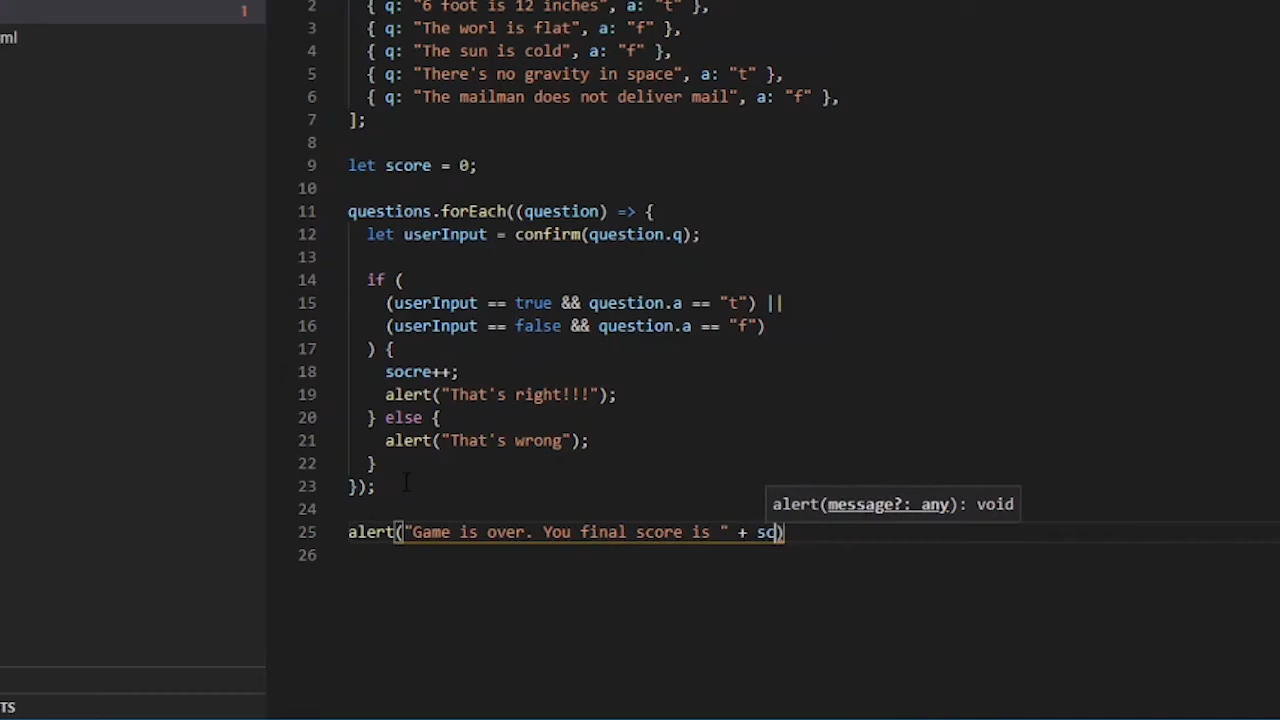 1
ml
2 { q: "6 foot is 12 inches", a: "t" },
3 { q: "The worl is flat", a: "f" },
4 { q: "The sun is cold", a: "f" },
5 { q: "There's no gravity in space", a: "t" },
6 { q: "The mailman does not deliver mail", a: "f" },
7 ];
8
9 let score = 0;
10
11 questions.forEach((question) => {
12 let userInput = confirm(question.q);
13
14 if (
15 (userInput == true && question.a == "t") ||
16 (userInput == false && question.a == "f")
17 ) {
18 socre++;
19 alert("That's right!!!");
20 } else {
21 alert("That's wrong");
22 }
23 });
24
alert(message?: any): void
25 alert("Game is over. You final score is " + sc)
26
TS